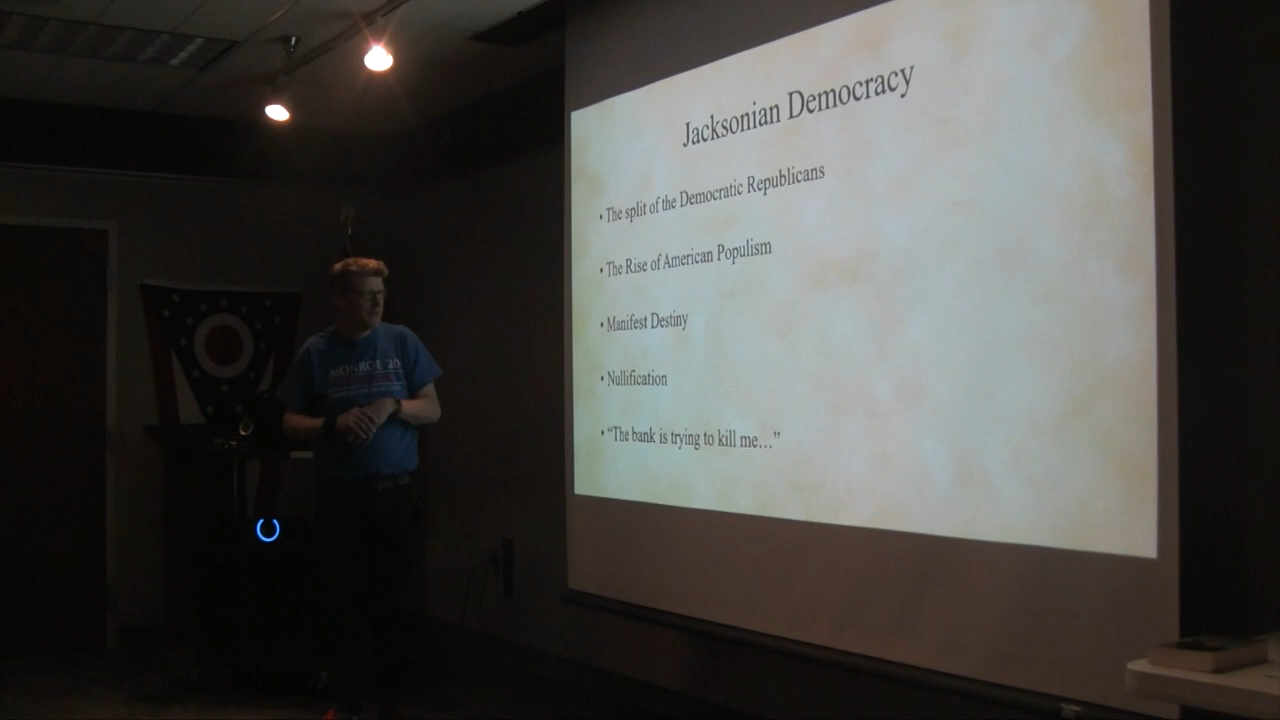 Jacksonian Democracy
• The split of the Democratic Republicans
• The Rise of American Populism
• Manifest Destiny
• Nullification
• “The bank is trying to kill me…”
MONROE '20